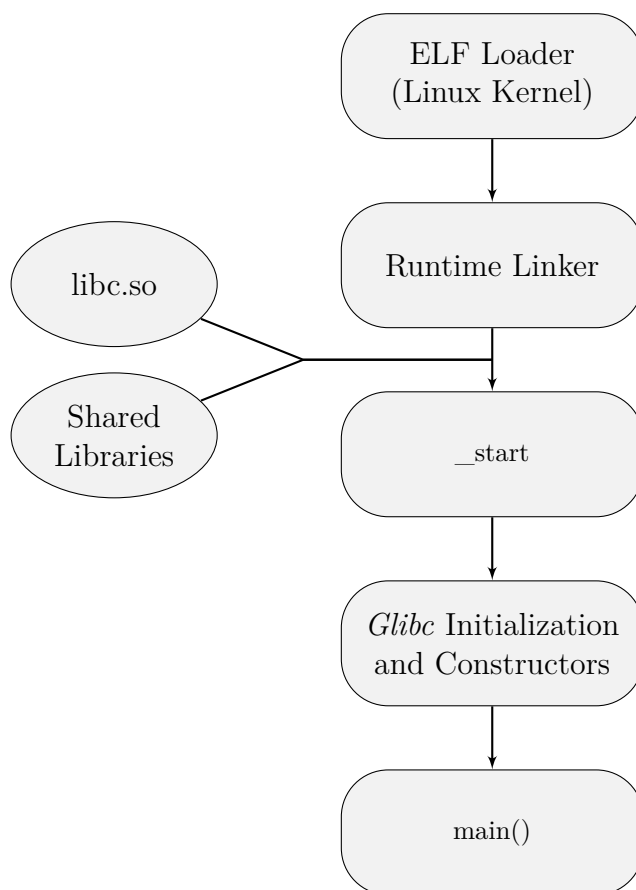 ELF Loader
(Linux Kernel)
Runtime Linker
libc.so
Shared
Libraries
_start
Glibc Initialization
and Constructors
main()